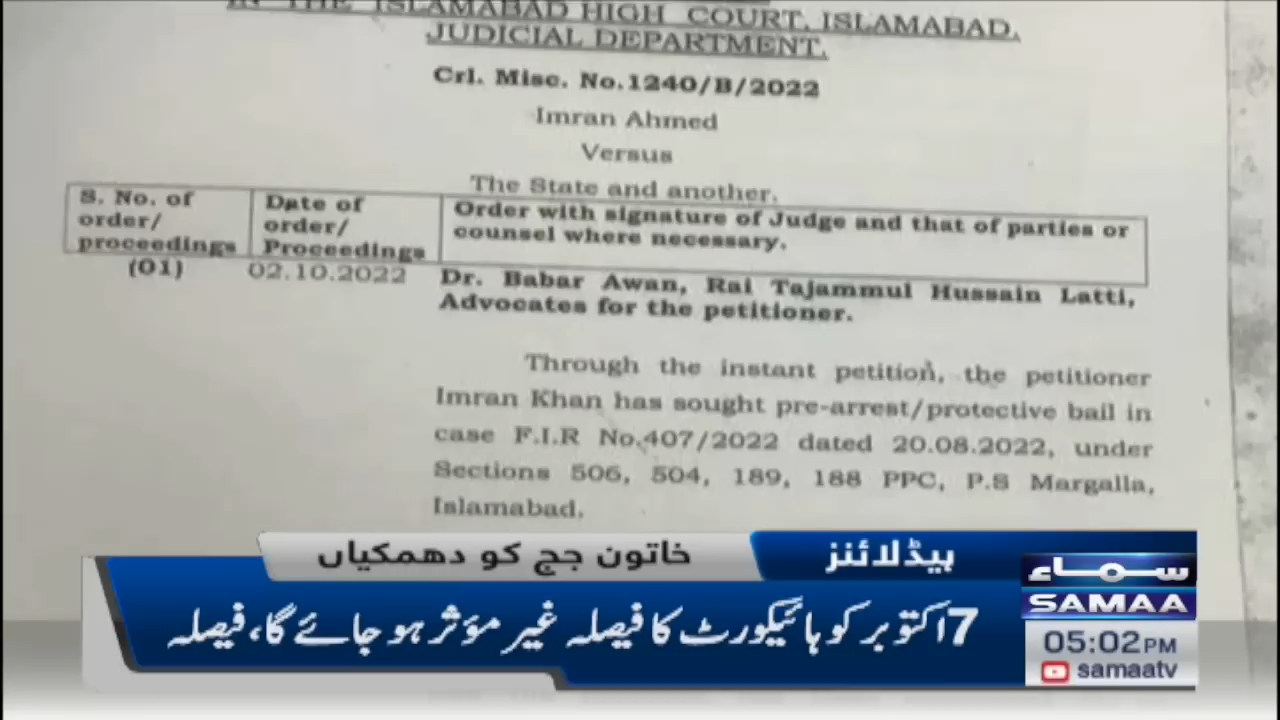 IN THE ISLAMABAD HIGH COURT, ISLAMABAD.
JUDICIAL DEPARTMENT.
Crl. Misc. No.1240/B/2022
Imran Ahmed
Versus
The State and another.
S. No. of
order/
proceedings
Date of
order/
Proceedings
Order with signature of Judge and that of parties or
counsel where necessary.
(01)
02.10.2022
Dr. Babar Awan, Rai Tajammul Hussain Latti,
Advocates for the petitioner.
Through the instant petition, the petitioner
Imran Khan has sought pre-arrest/protective bail in
case F.I.R No.407/2022 dated 20.08.2022, under
Sections 506, 504, 189, 188 PPC, P.S Margalla,
Islamabad.
ہیڈلائنز
خاتون جج کو دھمکیاں
7 اکتوبر کو ہائیکورٹ کا فیصلہ غیر مؤثر ہو جائے گا، فیصلہ
سماء
SAMAA
05:02 PM
samaatv